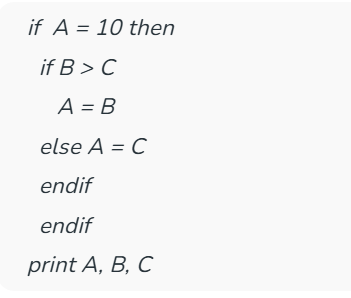 if A = 10 then
if B > C
A = B
else A = C
endif
endif
print A, B, C